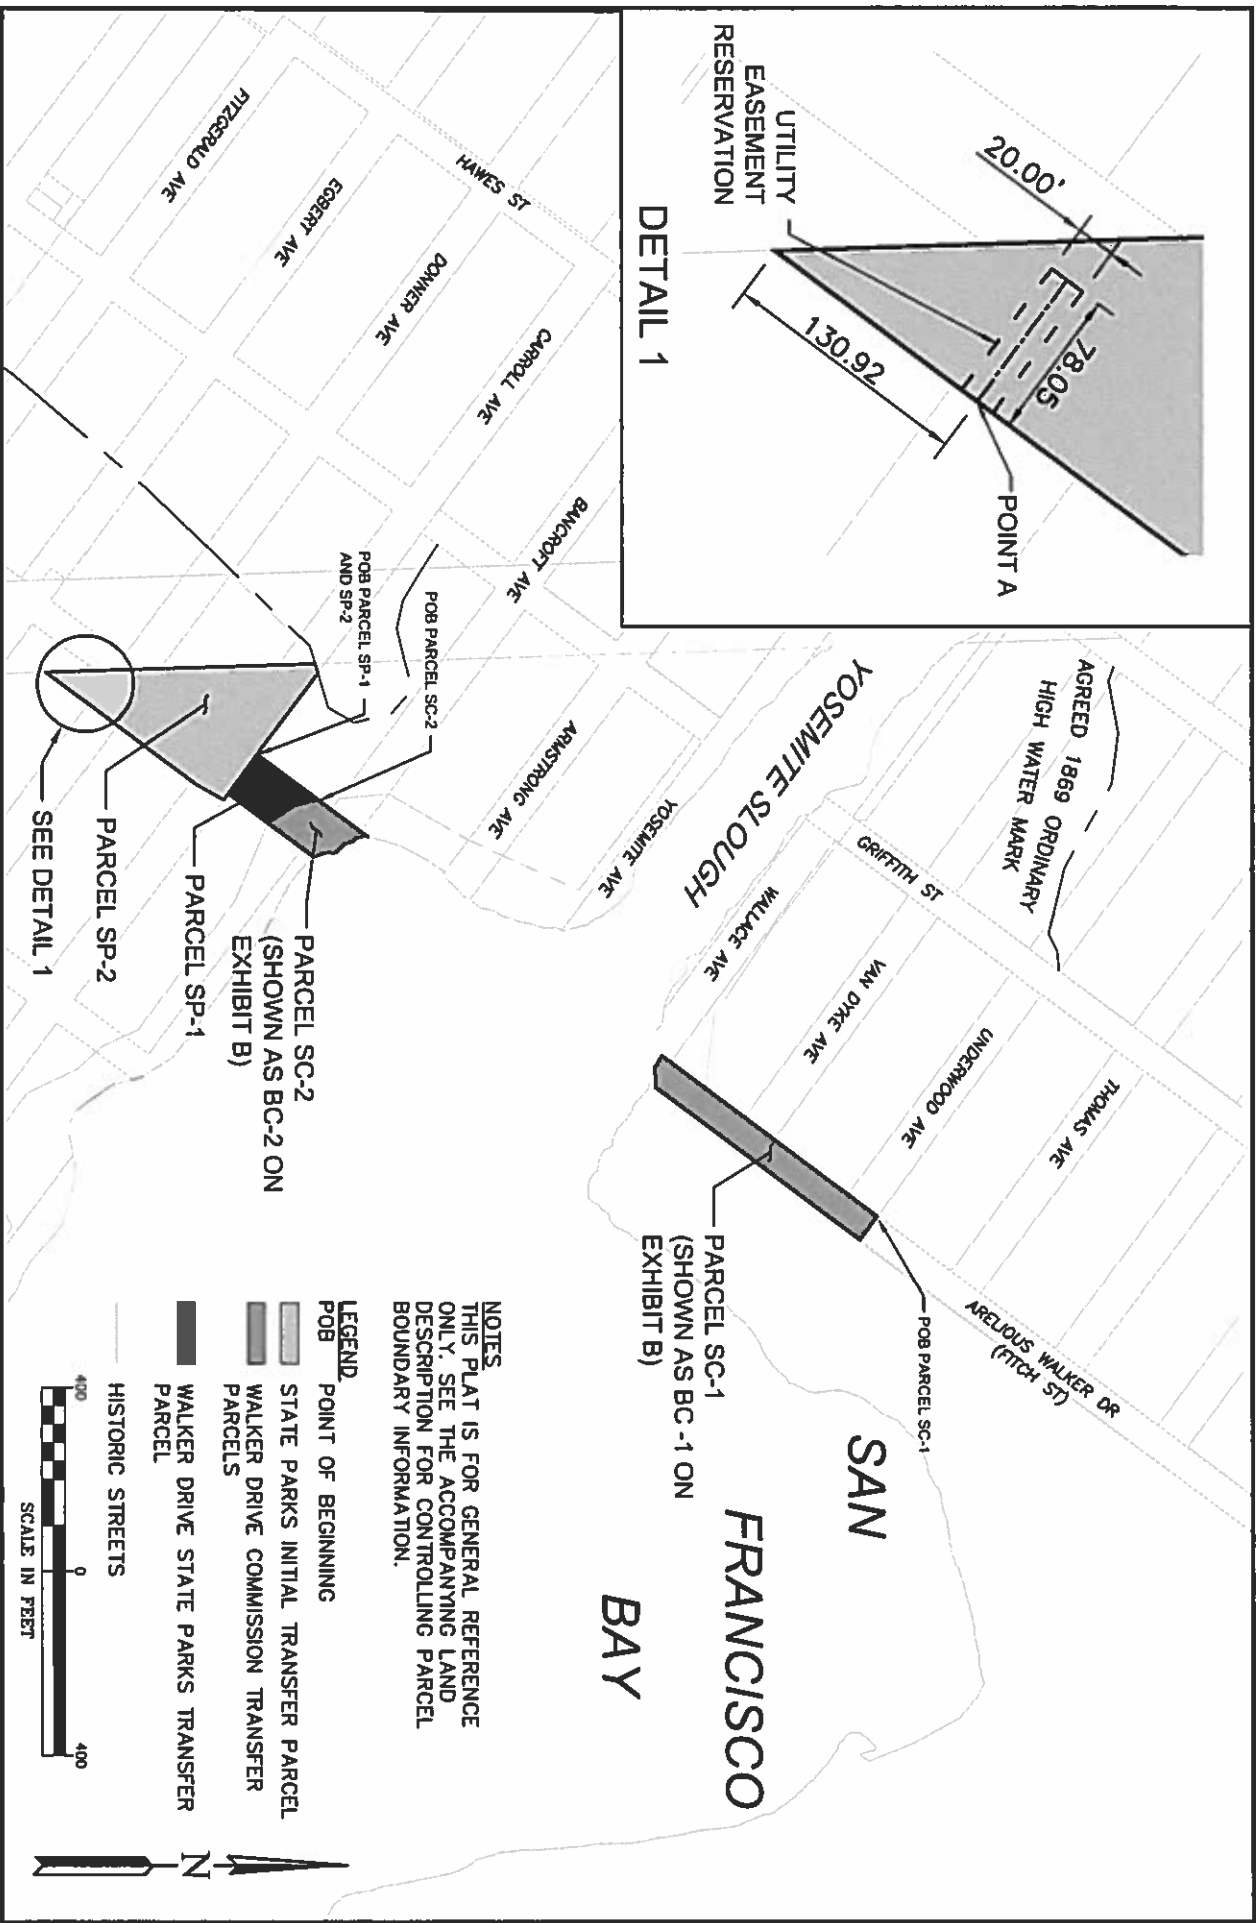 UTILITY
EASEMENT
RESERVATION
20.00'
78.05
130.92
POINT A
DETAIL 1
AGREED 1869 ORDINARY
HIGH WATER MARK
YOSEMITE SLOUGH
GRIFFITH ST
THOMAS AVE
UNDERWOOD AVE
VAN DYKE AVE
WALLACE AVE
ARELIOUS WALKER DR
(FITCH ST)
POB PARCEL SC-1
PARCEL SC-1
(SHOWN AS BC -1 ON
EXHIBIT B)
SAN
FRANCISCO
BAY
HAWES ST
YOSEMITE AVE
ARMSTRONG AVE
BANCROFT AVE
CARROLL AVE
DONNER AVE
EGBERT AVE
FITZGERALD AVE
POB PARCEL SC-2
POB PARCEL SP-1
AND SP-2
PARCEL SC-2
(SHOWN AS BC-2 ON
EXHIBIT B)
PARCEL SP-1
PARCEL SP-2
SEE DETAIL 1
NOTES
THIS PLAT IS FOR GENERAL REFERENCE
ONLY. SEE THE ACCOMPANYING LAND
DESCRIPTION FOR CONTROLLING PARCEL
BOUNDARY INFORMATION.
LEGEND
POB POINT OF BEGINNING
STATE PARKS INITIAL TRANSFER PARCEL
WALKER DRIVE COMMISSION TRANSFER
PARCELS
WALKER DRIVE STATE PARKS TRANSFER
PARCEL
HISTORIC STREETS
400 0 400
SCALE IN FEET
N